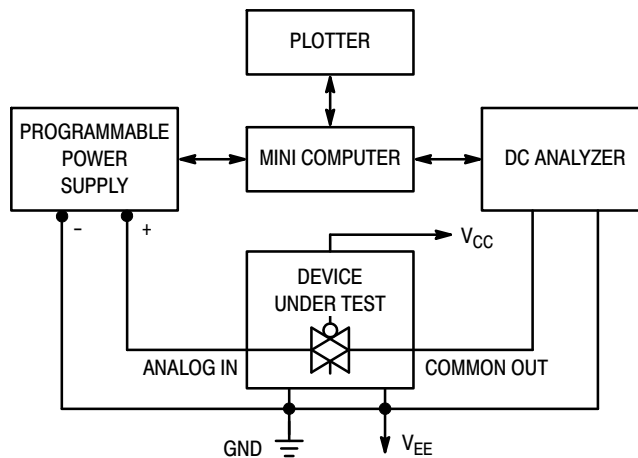 PLOTTER
PROGRAMMABLE
POWER
SUPPLY
MINI COMPUTER
DC ANALYZER
– +
VCC
DEVICE
UNDER TEST
ANALOG IN
COMMON OUT
GND
VEE